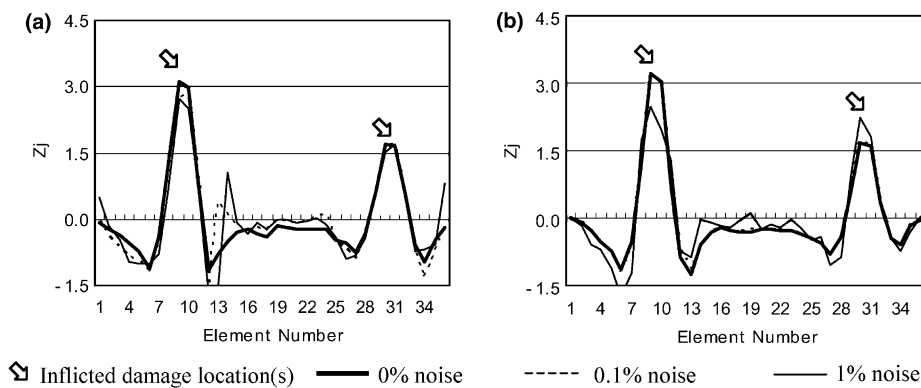 (a)
4.5
3.0
1.5
0.0
- 1.5
Zj
1 4 7 10 13 16 19 22 25 28 31 34
Element Number
(b)
4.5
3.0
1.5
0.0
- 1.5
Zj
1 4 7 10 13 16 19 22 25 28 31 34
Element Number
Inflicted damage location(s) 0% noise 0.1% noise 1% noise